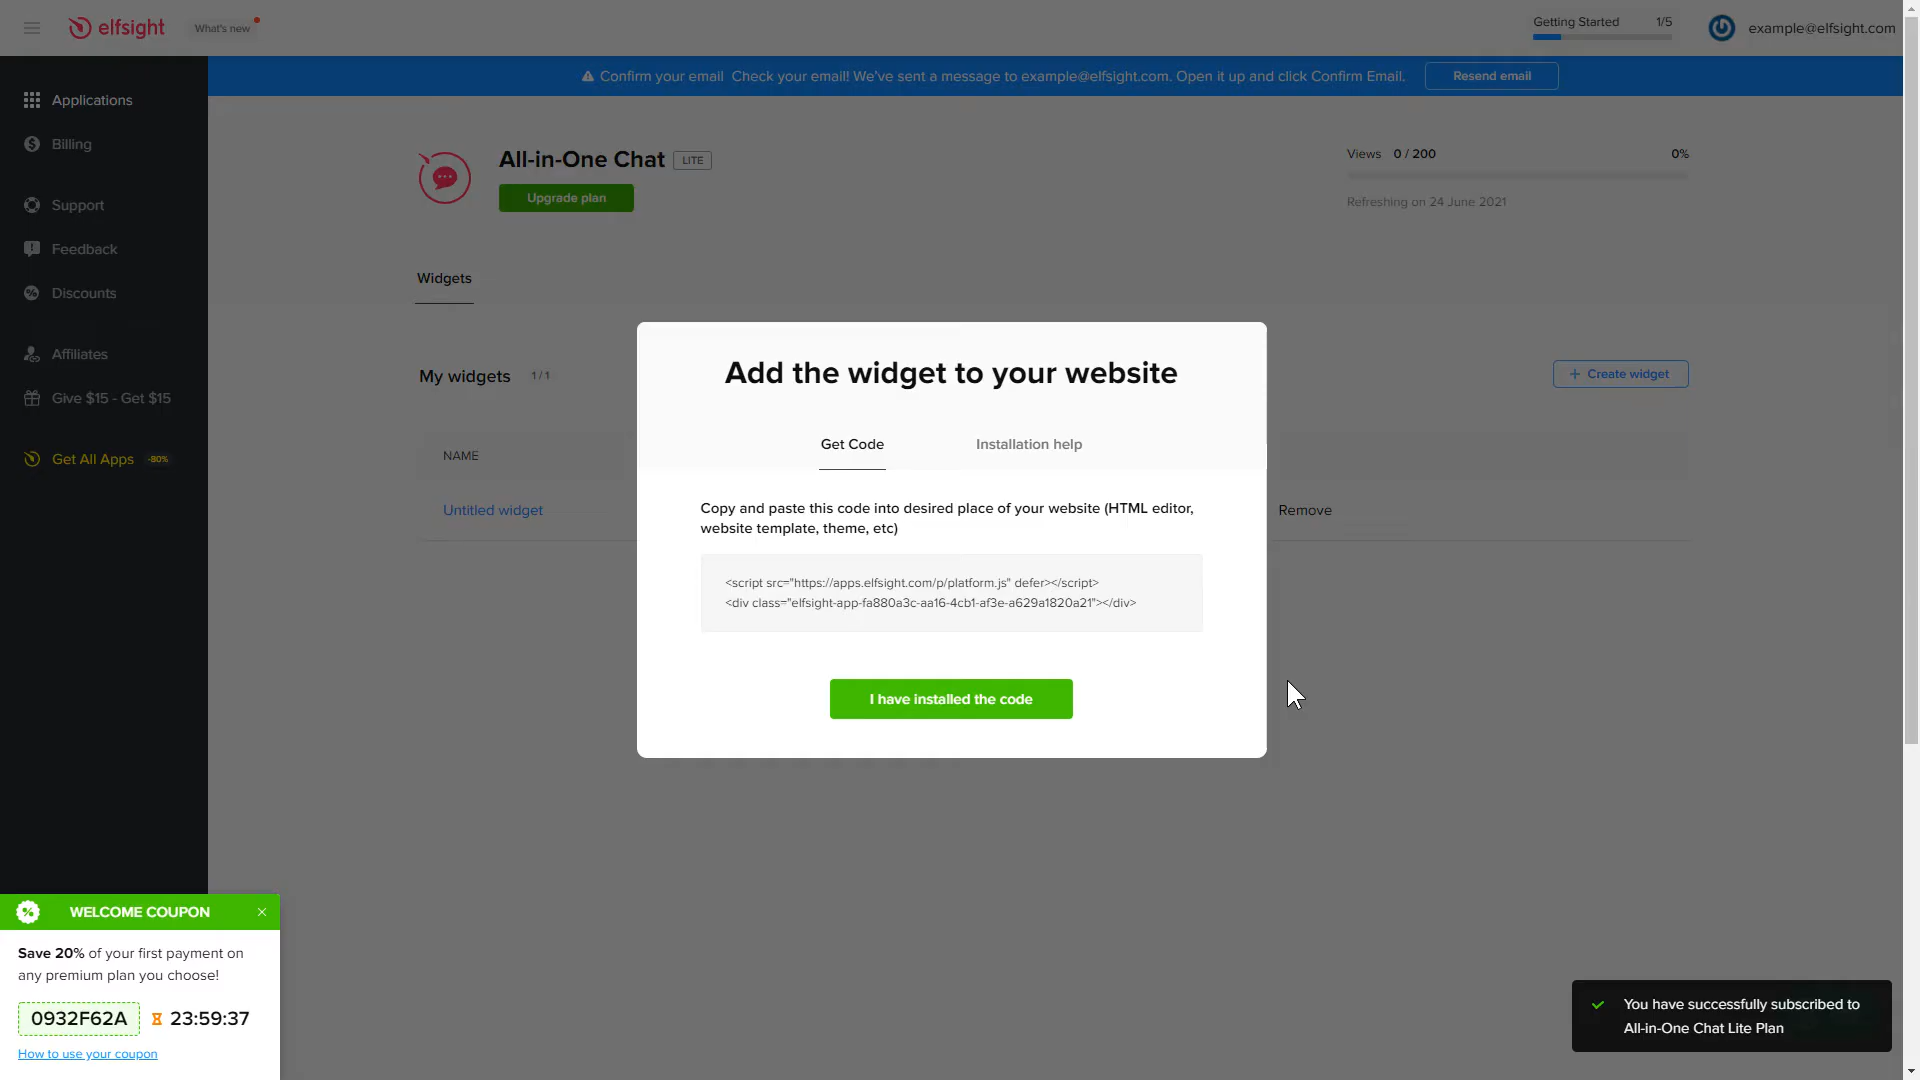 elfsight
What's new
Getting Started 1/5
example@elfsight.com
Confirm your email Check your email! We've sent a message to example@elfsight.com. Open it up and click Confirm Email.
Resend email
Applications
Billing
Support
Feedback
Discounts
Affiliates
Give $15 - Get $15
Get All Apps -80%
All-in-One Chat LITE
Upgrade plan
Views 0 / 200 0%
Refreshing on 24 June 2021
Widgets
My widgets 1 / 1
+ Create widget
NAME
Untitled widget
Remove
Add the widget to your website
Get Code Installation help
Copy and paste this code into desired place of your website (HTML editor,
website template, theme, etc)
<script src="https://apps.elfsight.com/p/platform.js" defer></script>
<div class="elfsight-app-fa880a3c-aa16-4cb1-af3e-a629a1820a21"></div>
I have installed the code
WELCOME COUPON
Save 20% of your first payment on
any premium plan you choose!
0932F62A 23:59:37
How to use your coupon
You have successfully subscribed to
All-in-One Chat Lite Plan